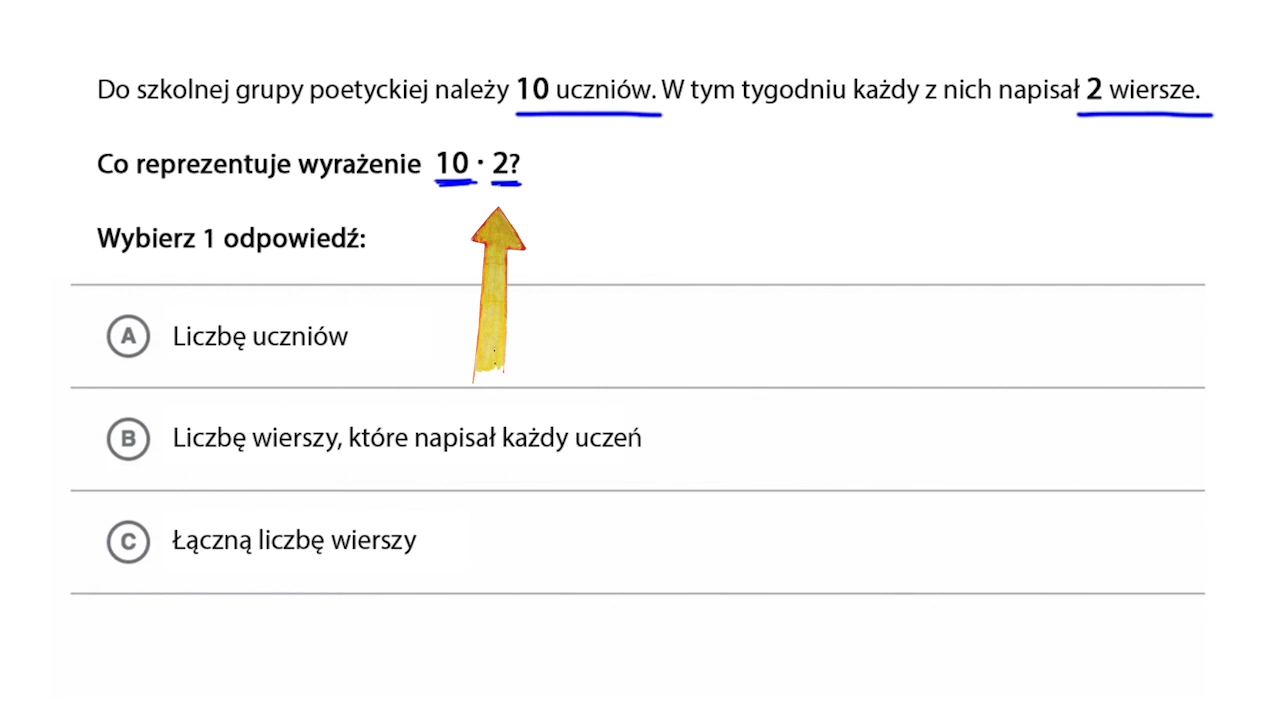 Do szkolnej grupy poetyckiej należy 10 uczniów. W tym tygodniu każdy z nich napisał 2 wiersze.
Co reprezentuje wyrażenie 10 · 2?
Wybierz 1 odpowiedź:
A Liczbę uczniów
B Liczbę wierszy, które napisał każdy uczeń
C Łączną liczbę wierszy